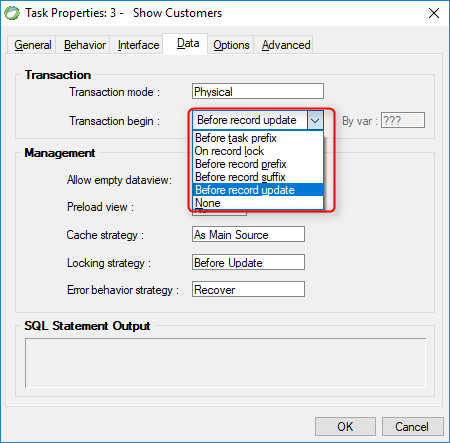 Task Properties: 3 -   Show Customers
General Behavior Interface Data Options Advanced
Transaction
Transaction mode : Physical
Transaction begin : Before record update By var : ???
Before task prefix
On record lock
Before record prefix
Before record suffix
Before record update
None
Management
Allow empty dataview:
Preload view :
Cache strategy : As Main Source
Locking strategy : Before Update
Error behavior strategy : Recover
SQL Statement Output
OK Cancel